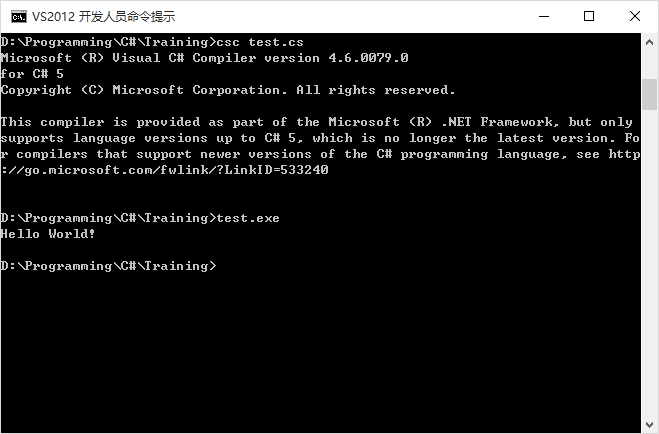 VS2012 开发人员命令提示
D:\Programming\C#\Training>csc test.cs
Microsoft (R) Visual C# Compiler version 4.6.0079.0
for C# 5
Copyright (C) Microsoft Corporation. All rights reserved.
This compiler is provided as part of the Microsoft (R) .NET Framework, but only
supports language versions up to C# 5, which is no longer the latest version. Fo
r compilers that support newer versions of the C# programming language, see http
://go.microsoft.com/fwlink/?LinkID=533240
D:\Programming\C#\Training>test.exe
Hello World!
D:\Programming\C#\Training>